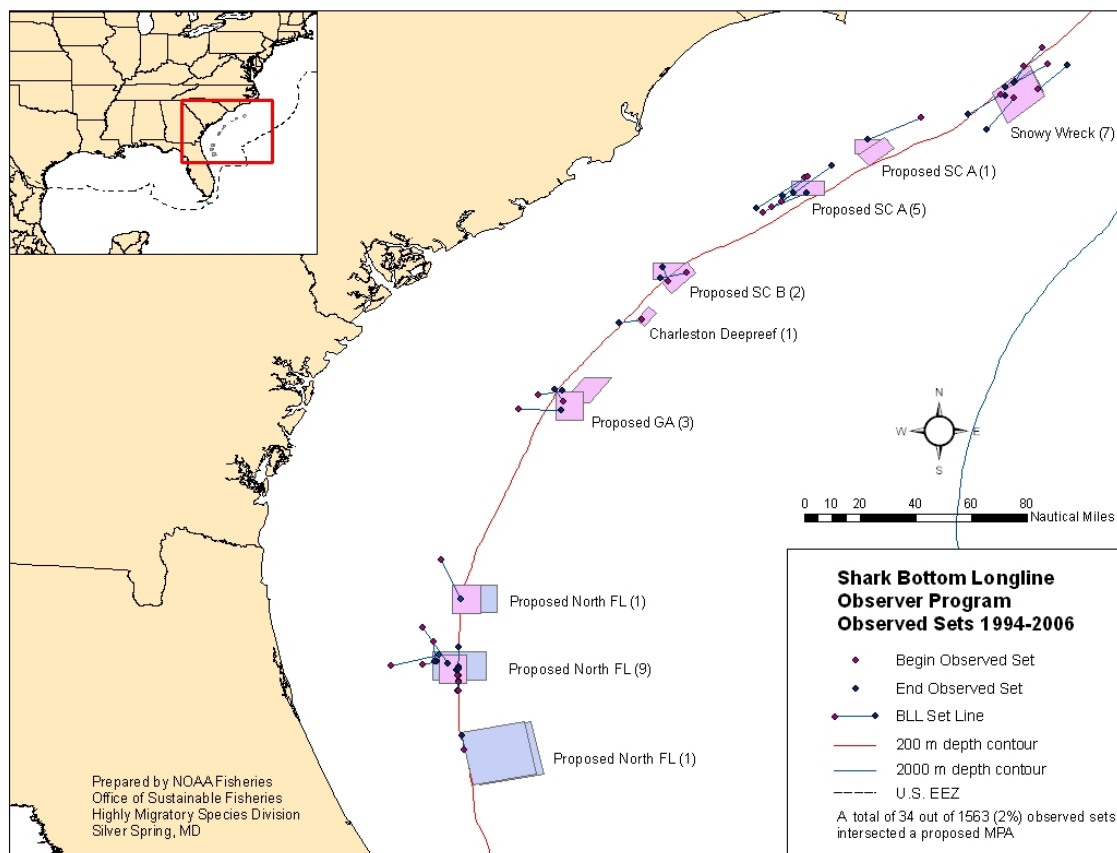 Snowy Wreck (7)
Proposed SC A (1)
Proposed SC A (5)
Proposed SC B (2)
Charleston Deepreef (1)
Proposed GA (3)
N
W E
S
0 10 20 40 60 80
Nautical Miles
Proposed North FL (1)
Proposed North FL (9)
Proposed North FL (1)
Prepared by NOAA Fisheries
Office of Sustainable Fisheries
Highly Migratory Species Division
Silver Spring, MD
Shark Bottom Longline
Observer Program
Observed Sets 1994-2006
Begin Observed Set
End Observed Set
BLL Set Line
200 m depth contour
2000 m depth contour
U.S. EEZ
A total of 34 out of 1563 (2%) observed sets
intersected a proposed MPA